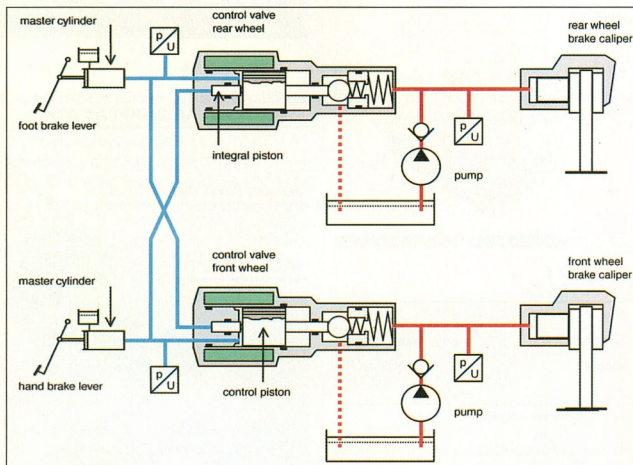 master cylinder
p
U
control valve
rear wheel
rear wheel
brake caliper
foot brake lever
integral piston
pump
p
U
master cylinder
control valve
front wheel
front wheel
brake caliper
hand brake lever
p
U
control piston
pump
p
U